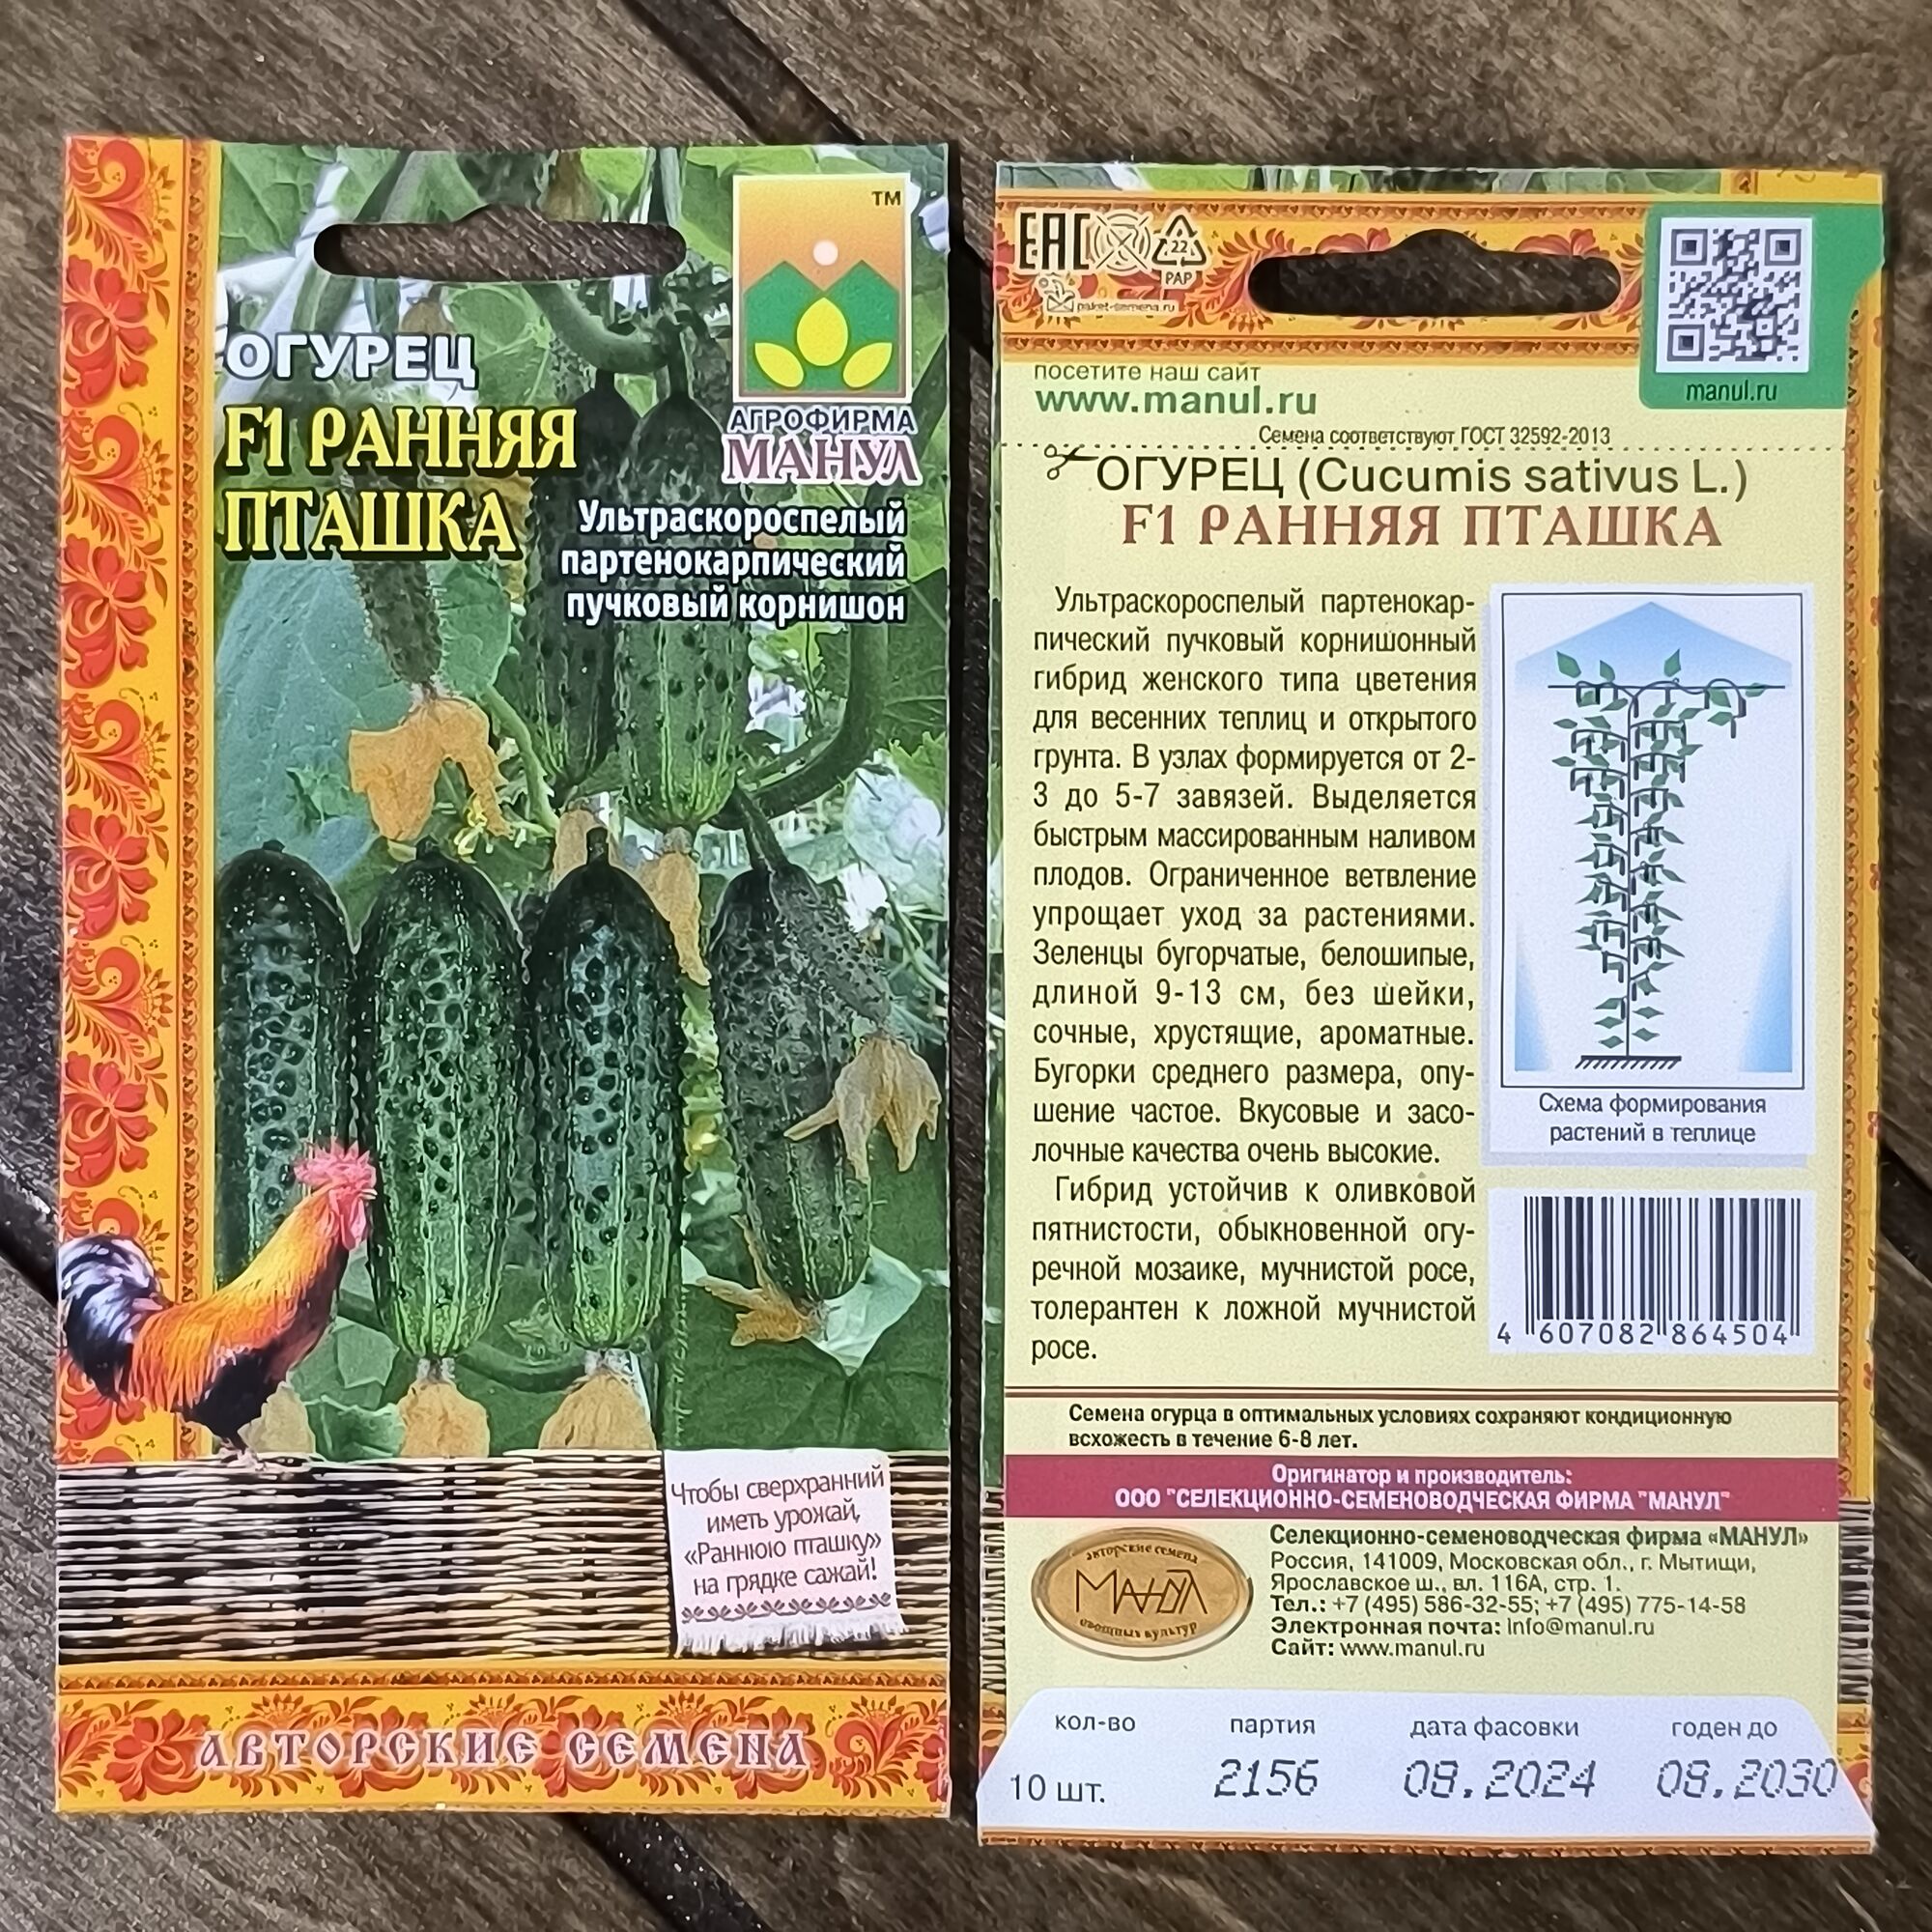 ТМ
ОГУРЕЦ
F1 РАННЯЯ
ПТАШКА
АГРОФИРМА
МАНУЛ
Ультраскороспелый
партенокарпический
пучковый корнишон
Чтобы сверхранний
иметь урожай,
«Раннюю пташку»
на грядке сажай!
АВТОРСКИЕ СЕМЕНА
EAC
22
PAP
paket-semena.ru
manul.ru
посетите наш сайт
www.manul.ru
Семена соответствуют ГОСТ 32592-2013
ОГУРЕЦ (Cucumis sativus L.)
F1 РАННЯЯ ПТАШКА
Ультраскороспелый партенокар-
пический пучковый корнишонный
гибрид женского типа цветения
для весенних теплиц и открытого
грунта. В узлах формируется от 2-
3 до 5-7 завязей. Выделяется
быстрым массированным наливом
плодов. Ограниченное ветвление
упрощает уход за растениями.
Зеленцы бугорчатые, белошипые,
длиной 9-13 см, без шейки,
сочные, хрустящие, ароматные.
Бугорки среднего размера, опу-
шение частое. Вкусовые и засо-
лочные качества очень высокие.
Гибрид устойчив к оливковой
пятнистости, обыкновенной огу-
речной мозаике, мучнистой росе,
толерантен к ложной мучнистой
росе.
Схема формирования
растений в теплице
4 607082 864504
Семена огурца в оптимальных условиях сохраняют кондиционную
всхожесть в течение 6-8 лет.
Оригинатор и производитель:
ООО "СЕЛЕКЦИОННО-СЕМЕНОВОДЧЕСКАЯ ФИРМА "МАНУЛ"
авторские семена
МАНУЛ
овощных культур
Селекционно-семеноводческая фирма «МАНУЛ»
Россия, 141009, Московская обл., г. Мытищи,
Ярославское ш., вл. 116А, стр. 1.
Тел.: +7 (495) 586-32-55; +7 (495) 775-14-58
Электронная почта: Info@manul.ru
Сайт: www.manul.ru
кол-во партия дата фасовки годен до
10 шт. 2156 08.2024 08.2030